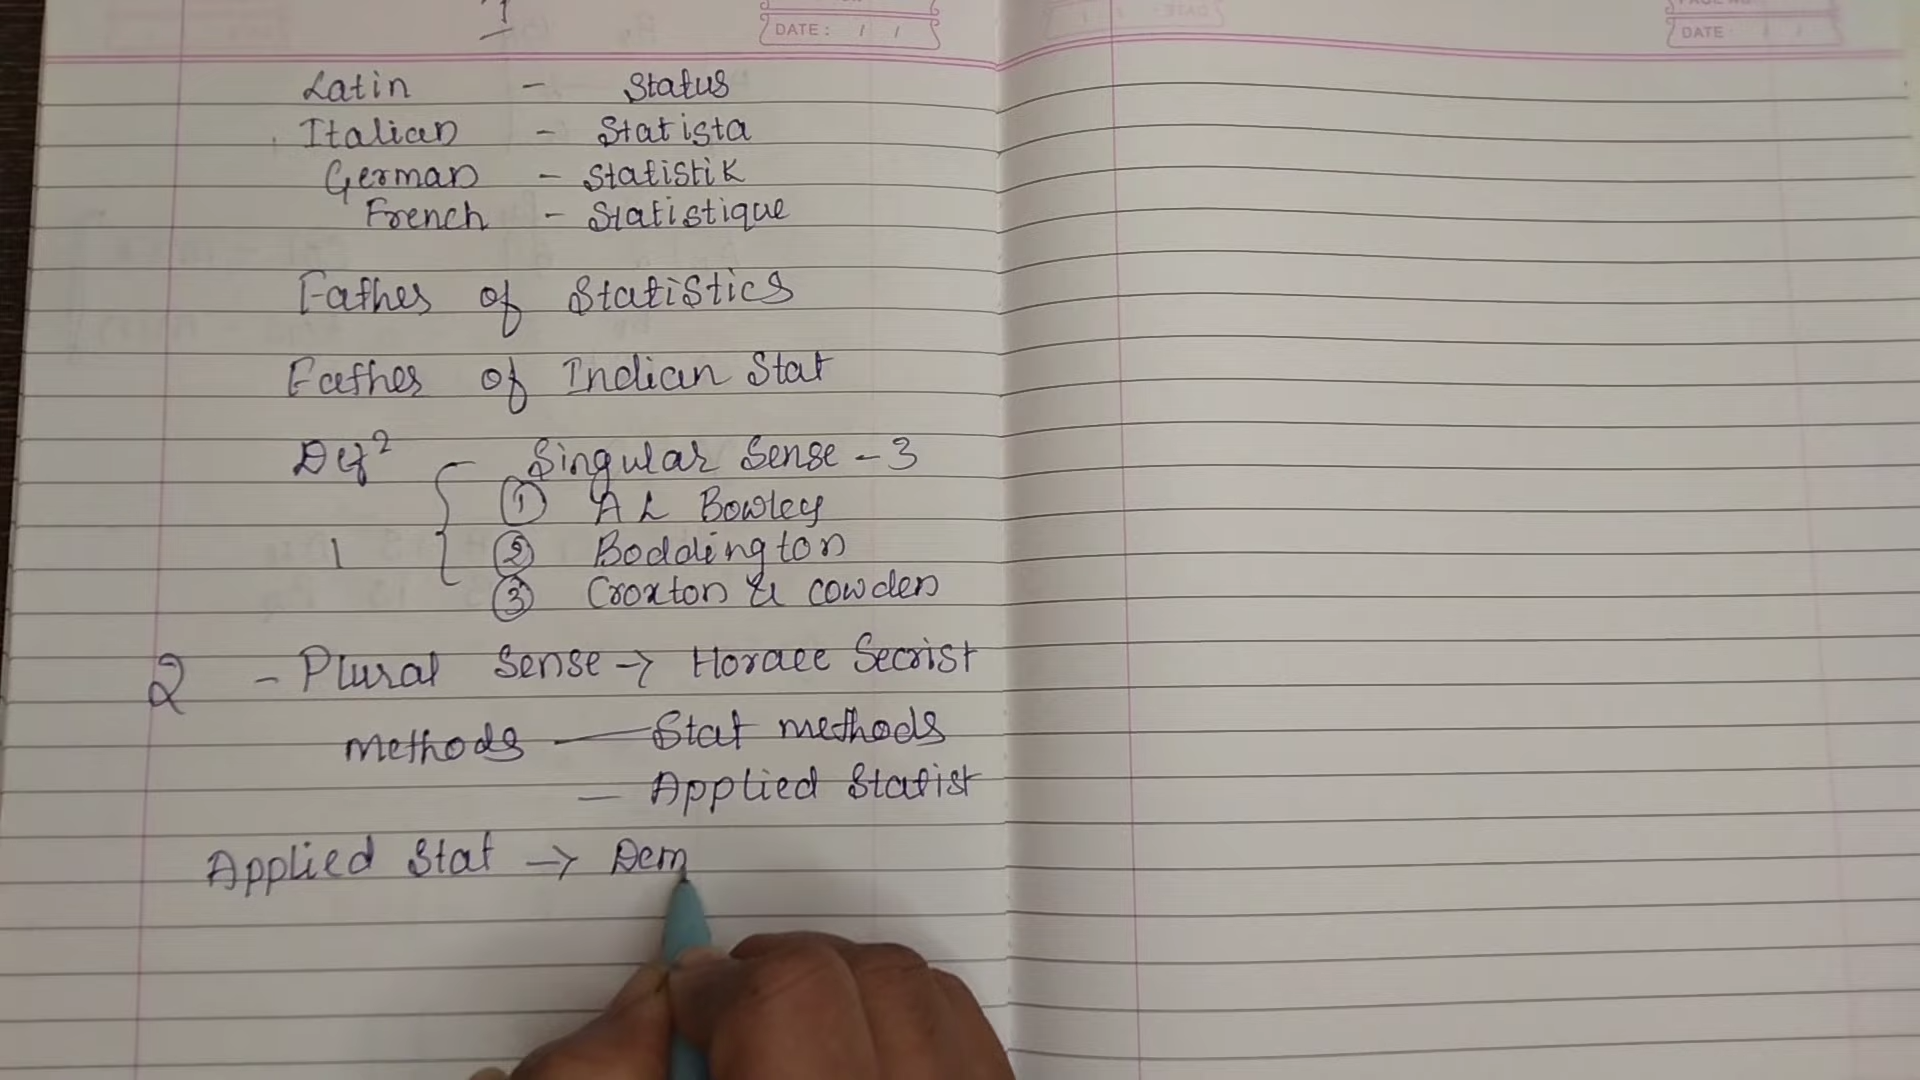 1
DATE: / /
DATE / /
Latin - Status
Italian - Statista
German - Statistik
French - Statistique
Father of Statistics
Father of Indian Stat
Def² - Singular Sense - 3
① A L Bowley
1 ② Boddington
③ Croxton & Cowden
2 - Plural Sense → Horace Secrist
Methods - Stat methods
- Applied Statist
Applied Stat → Dem